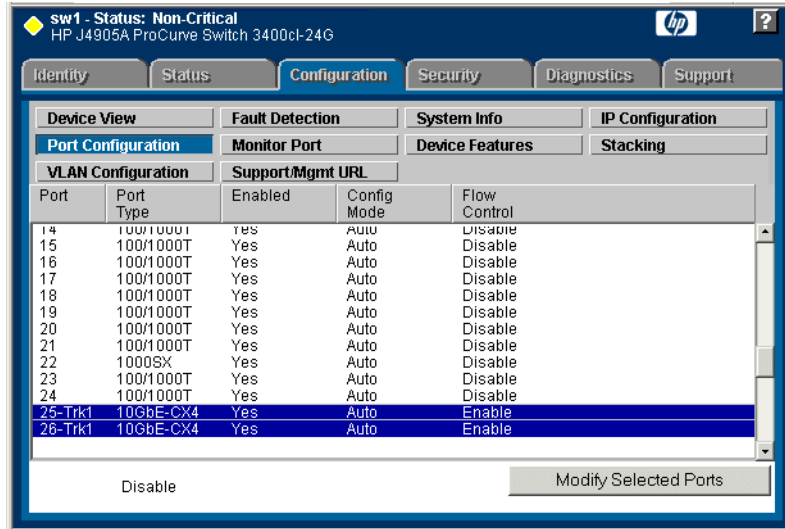 sw1 - Status: Non-Critical
HP J4905A ProCurve Switch 3400cl-24G
hp
?
Identity Status Configuration Security Diagnostics Support
Device View Fault Detection System Info IP Configuration
Port Configuration Monitor Port Device Features Stacking
VLAN Configuration Support/Mgmt URL
Port Port Enabled Config Flow
Type Mode Control
14 100/1000T Yes Auto Disable
15 100/1000T Yes Auto Disable
16 100/1000T Yes Auto Disable
17 100/1000T Yes Auto Disable
18 100/1000T Yes Auto Disable
19 100/1000T Yes Auto Disable
20 100/1000T Yes Auto Disable
21 100/1000T Yes Auto Disable
22 1000SX Yes Auto Disable
23 100/1000T Yes Auto Disable
24 100/1000T Yes Auto Disable
25-Trk1 10GbE-CX4 Yes Auto Enable
26-Trk1 10GbE-CX4 Yes Auto Enable
Disable Modify Selected Ports